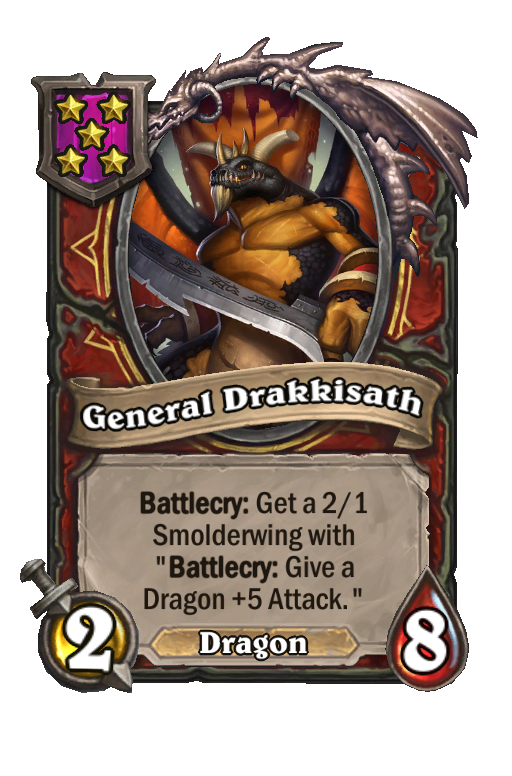 General Drakkisath
Battlecry: Get a 2/1
Smolderwing with
"Battlecry: Give a
Dragon +5 Attack."
2
Dragon
8